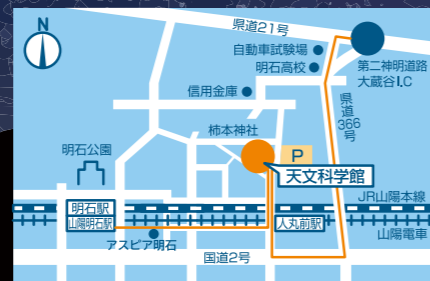 N
県道21号
自動車試験場
明石高校
第二神明道路
大蔵谷I.C
信用金庫
県道366号
柿本神社
明石公園
P
天文科学館
JR山陽本線
明石駅
山陽明石駅
人丸前駅
山陽電車
アスピア明石
国道2号